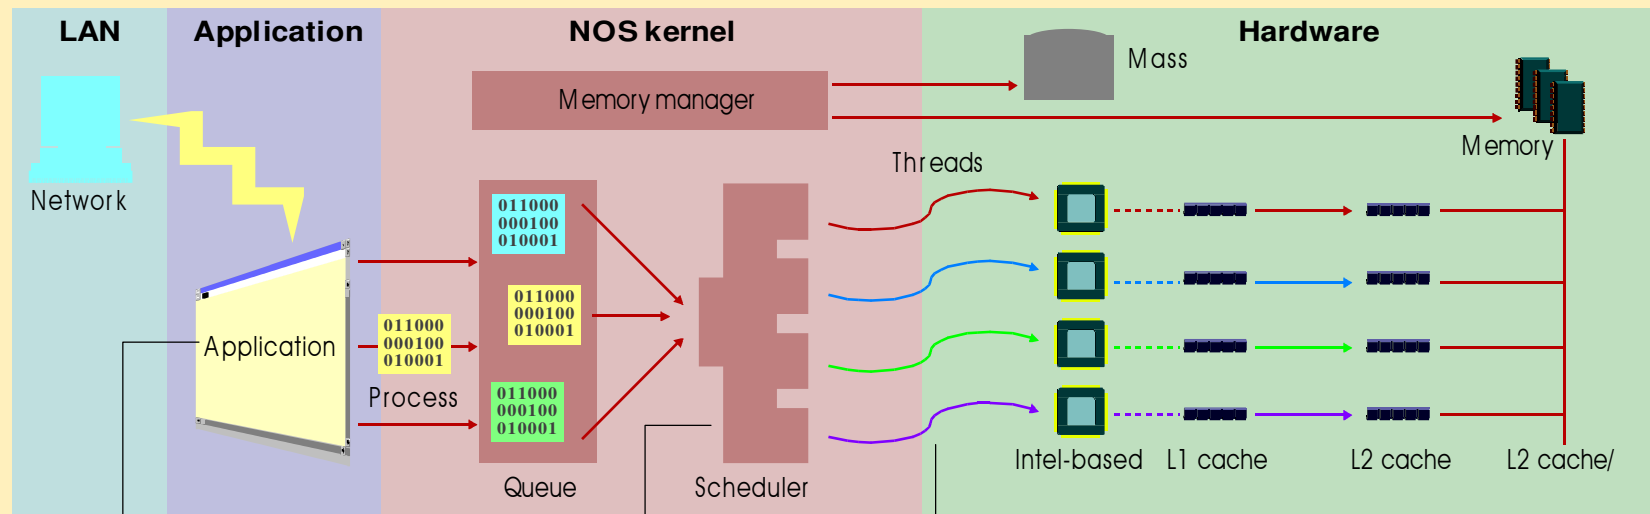 LAN
Application
NOS kernel
Hardware
Mass
Memory manager
Memory
Threads
Network
011000
000100
010001
011000
000100
010001
Application
011000
000100
010001
Process
011000
000100
010001
Queue
Scheduler
Intel-based
L1 cache
L2 cache
L2 cache/